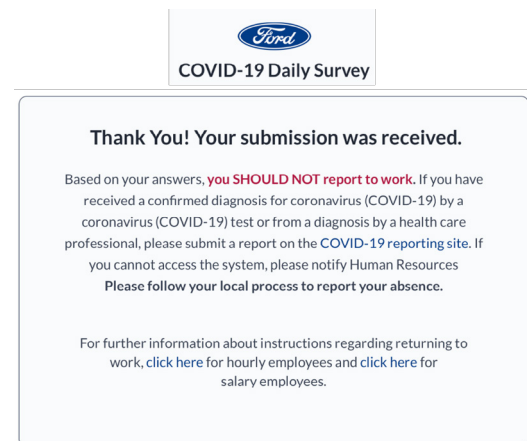 Ford
COVID-19 Daily Survey
Thank You! Your submission was received.
Based on your answers, you SHOULD NOT report to work. If you have
received a confirmed diagnosis for coronavirus (COVID-19) by a
coronavirus (COVID-19) test or from a diagnosis by a health care
professional, please submit a report on the COVID-19 reporting site. If
you cannot access the system, please notify Human Resources
Please follow your local process to report your absence.
For further information about instructions regarding returning to
work, click here for hourly employees and click here for
salary employees.